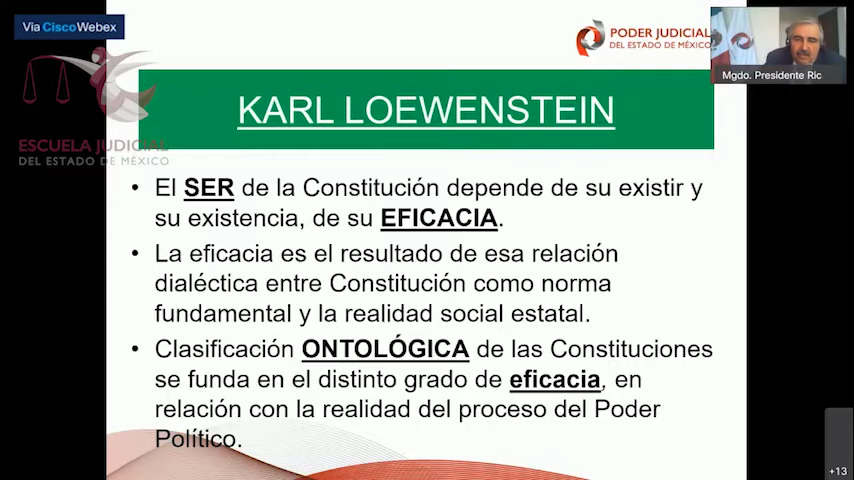 Via Cisco Webex
PODER JUDICIAL
DEL ESTADO DE MÉXICO
Mgdo. Presidente Ric
ESCUELA JUDICIAL
DEL ESTADO DE MÉXICO
KARL LOEWENSTEIN
• El SER de la Constitución depende de su existir y
su existencia, de su EFICACIA.
• La eficacia es el resultado de esa relación
dialéctica entre Constitución como norma
fundamental y la realidad social estatal.
• Clasificación ONTOLÓGICA de las Constituciones
se funda en el distinto grado de eficacia, en
relación con la realidad del proceso del Poder
Político.
+13